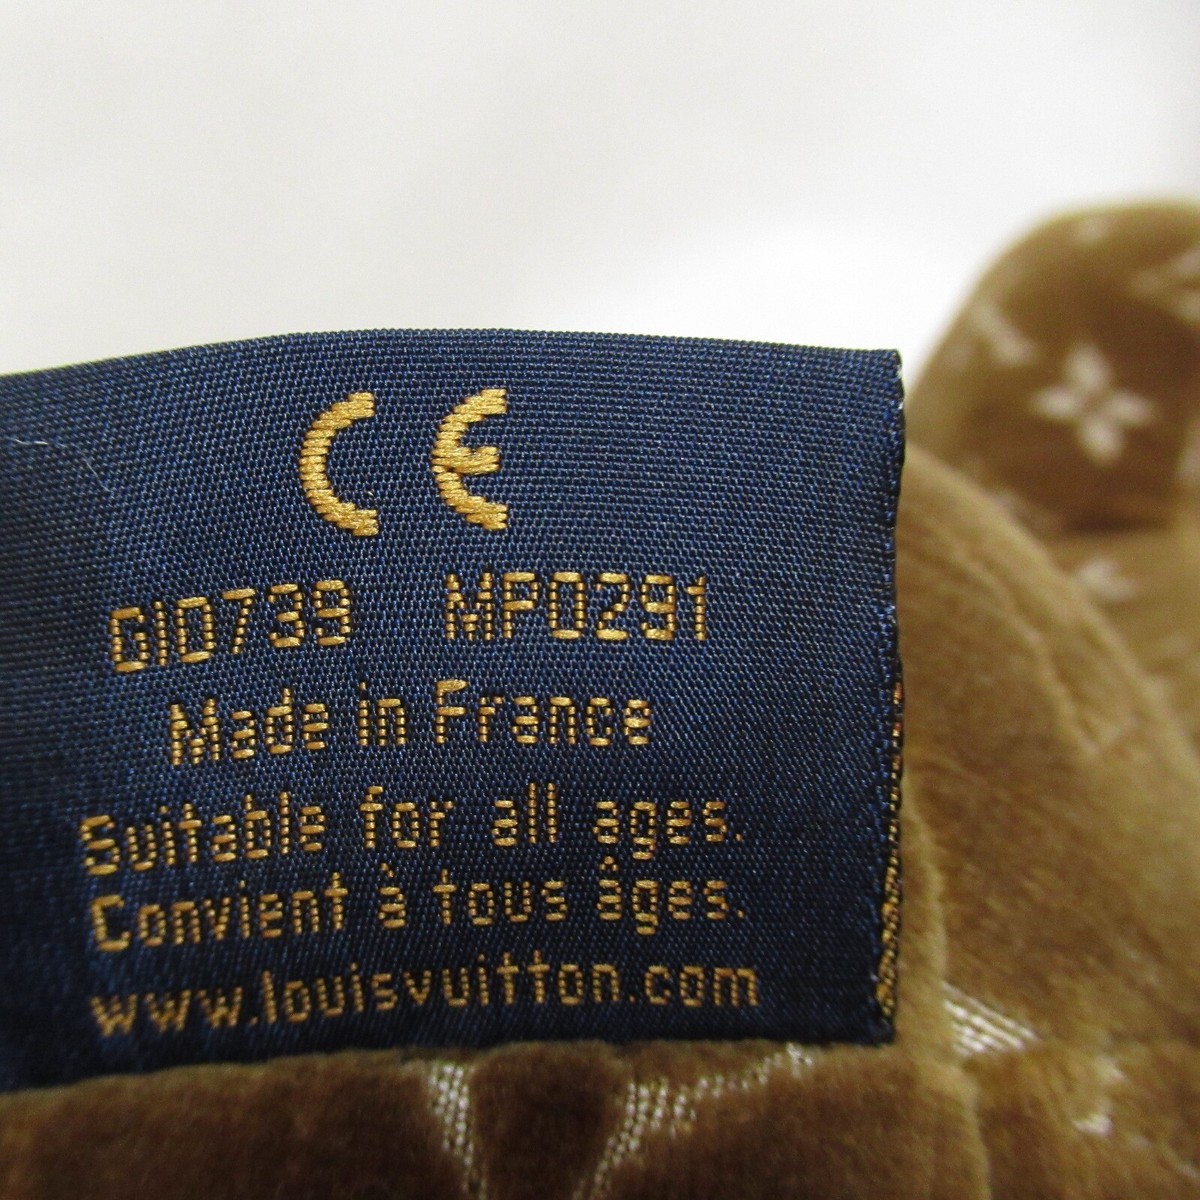 CE
GI0739 MP0291
Made in France
Suitable for all ages.
Convient à tous âges.
www.louisvuitton.com